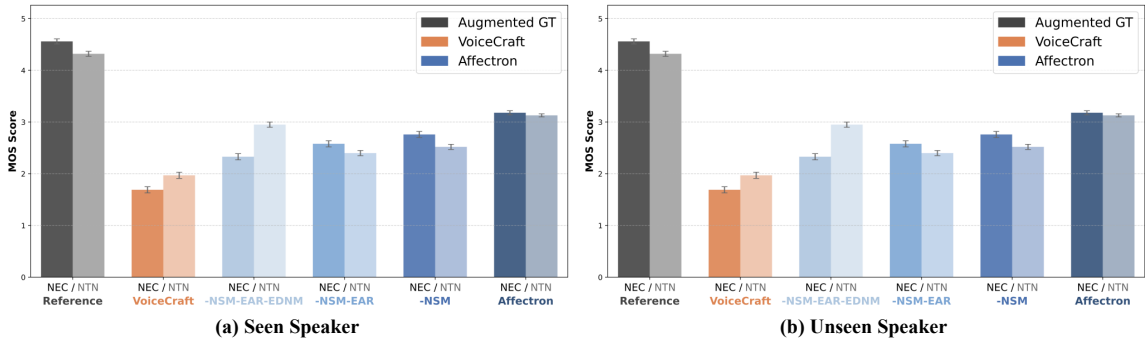 5
4
3
2
1
0
MOS Score
Augmented GT
VoiceCraft
Affectron
NEC / NTN NEC / NTN NEC / NTN NEC / NTN NEC / NTN NEC / NTN
Reference VoiceCraft -NSM-EAR-EDNM -NSM-EAR -NSM Affectron
(a) Seen Speaker
5
4
3
2
1
0
MOS Score
Augmented GT
VoiceCraft
Affectron
NEC / NTN NEC / NTN NEC / NTN NEC / NTN NEC / NTN NEC / NTN
Reference VoiceCraft -NSM-EAR-EDNM -NSM-EAR -NSM Affectron
(b) Unseen Speaker